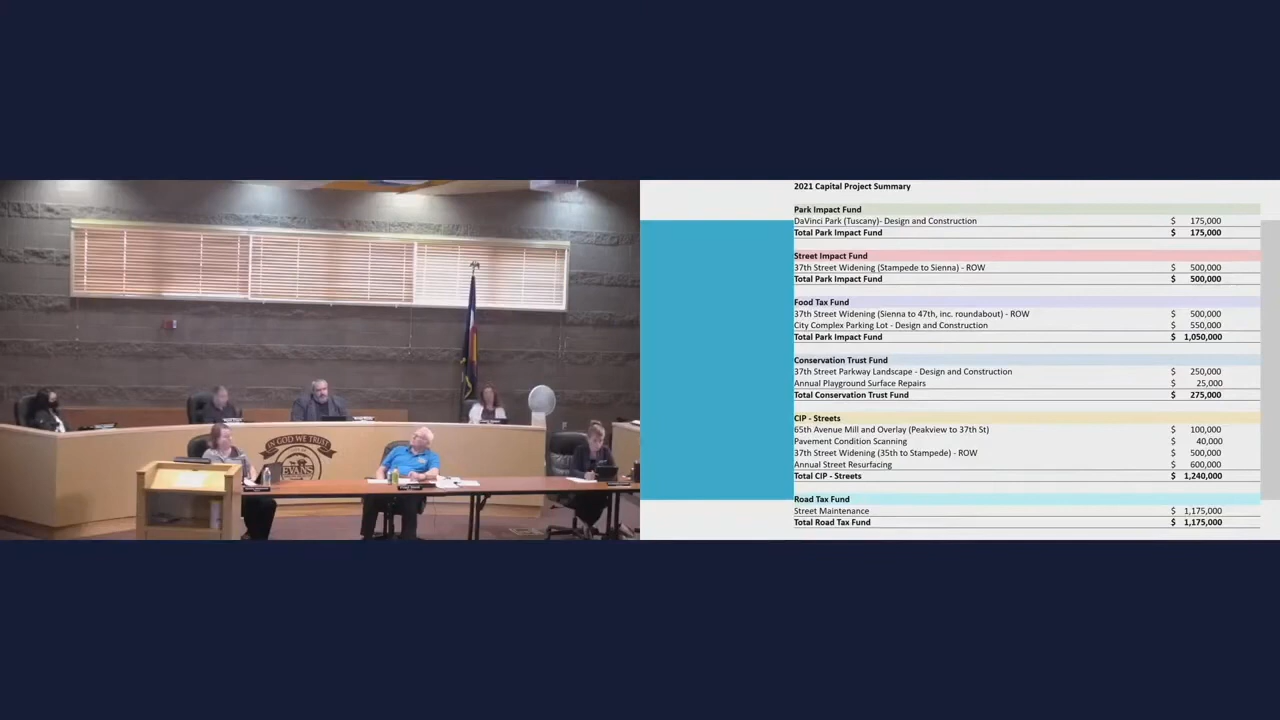 IN GOD WE TRUST
EVANS
2021 Capital Project Summary
Park Impact Fund
DaVinci Park (Tuscany)- Design and Construction $ 175,000
Total Park Impact Fund $ 175,000
Street Impact Fund
37th Street Widening (Stampede to Sienna) - ROW $ 500,000
Total Park Impact Fund $ 500,000
Food Tax Fund
37th Street Widening (Sienna to 47th, inc. roundabout) - ROW $ 500,000
City Complex Parking Lot - Design and Construction $ 550,000
Total Park Impact Fund $ 1,050,000
Conservation Trust Fund
37th Street Parkway Landscape - Design and Construction $ 250,000
Annual Playground Surface Repairs $ 25,000
Total Conservation Trust Fund $ 275,000
CIP - Streets
65th Avenue Mill and Overlay (Peakview to 37th St) $ 100,000
Pavement Condition Scanning $ 40,000
37th Street Widening (35th to Stampede) - ROW $ 500,000
Annual Street Resurfacing $ 600,000
Total CIP - Streets $ 1,240,000
Road Tax Fund
Street Maintenance $ 1,175,000
Total Road Tax Fund $ 1,175,000